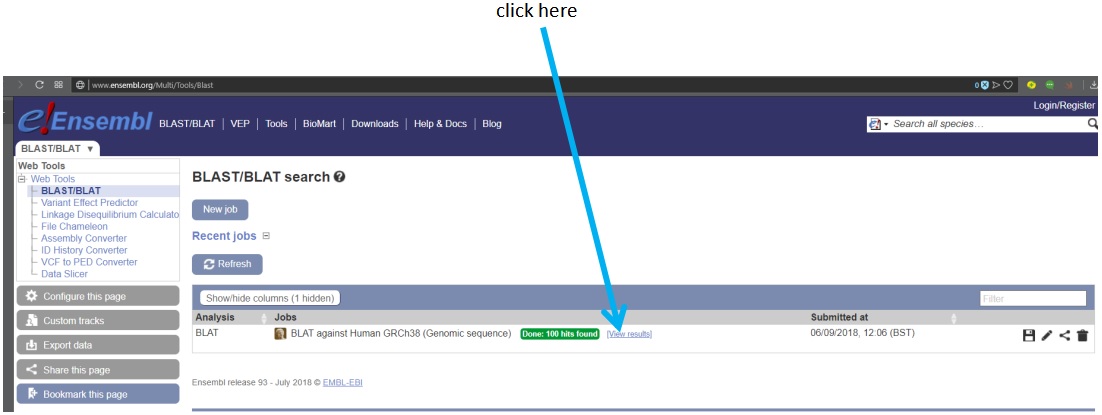 click here
www.ensembl.org/Multi/Tools/Blast
0
Login/Register
e!Ensembl BLAST/BLAT | VEP | Tools | BioMart | Downloads | Help & Docs | Blog
Search all species…
BLAST/BLAT ▼
Web Tools
Web Tools
BLAST/BLAT
Variant Effect Predictor
Linkage Disequilibrium Calculato
File Chameleon
Assembly Converter
ID History Converter
VCF to PED Converter
Data Slicer
Configure this page
Custom tracks
Export data
Share this page
Bookmark this page
BLAST/BLAT search
New job
Recent jobs
Refresh
Show/hide columns (1 hidden)
Filter
Analysis Jobs Submitted at
BLAT BLAT against Human GRCh38 (Genomic sequence) Done: 100 hits found [View results] 06/09/2018, 12:06 (BST)
Ensembl release 93 - July 2018 © EMBL-EBI